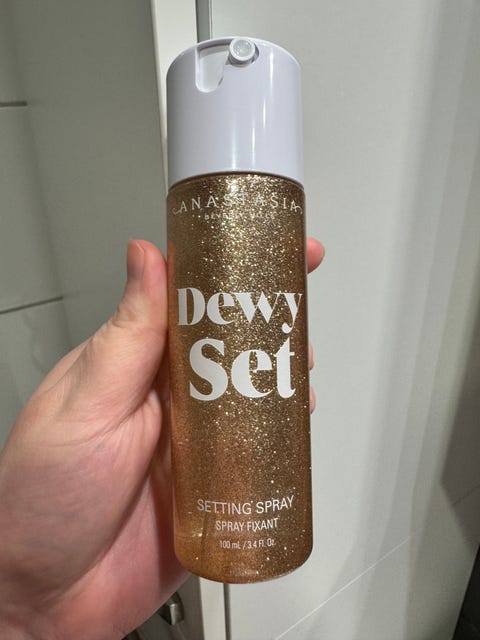 ANASTASIA
BEVERLY HILLS
Dewy
Set
SETTING SPRAY
SPRAY FIXANT
100 mL / 3.4 Fl. Oz.